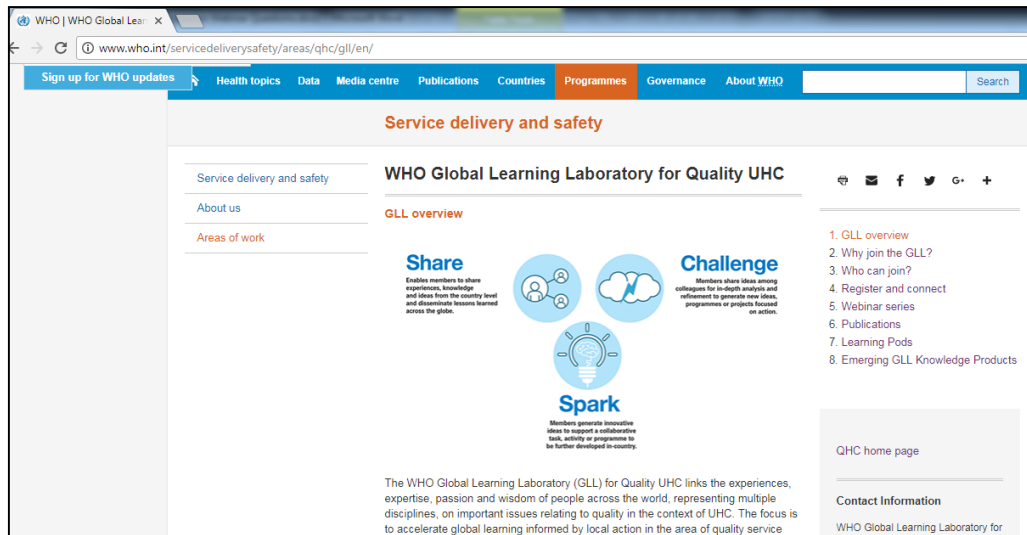 WHO | WHO Global Lear
www.who.int/servicedeliverysafety/areas/qhc/gll/en/
Sign up for WHO updates
Health topics Data Media centre Publications Countries Programmes Governance About WHO Search
Service delivery and safety
Service delivery and safety
About us
Areas of work
WHO Global Learning Laboratory for Quality UHC
GLL overview
Share
Enables members to share
experiences, knowledge
and ideas from the country level
and disseminate lessons learned
across the globe.
Challenge
Members share ideas among
colleagues for in-depth analysis and
refinement to generate new ideas,
programmes or projects focused
on action.
Spark
Members generate innovative
ideas to support a collaborative
task, activity or programme to
be further developed in-country.
The WHO Global Learning Laboratory (GLL) for Quality UHC links the experiences,
expertise, passion and wisdom of people across the world, representing multiple
disciplines, on important issues relating to quality in the context of UHC. The focus is
to accelerate global learning informed by local action in the area of quality service
G+
1. GLL overview
2. Why join the GLL?
3. Who can join?
4. Register and connect
5. Webinar series
6. Publications
7. Learning Pods
8. Emerging GLL Knowledge Products
QHC home page
Contact Information
WHO Global Learning Laboratory for